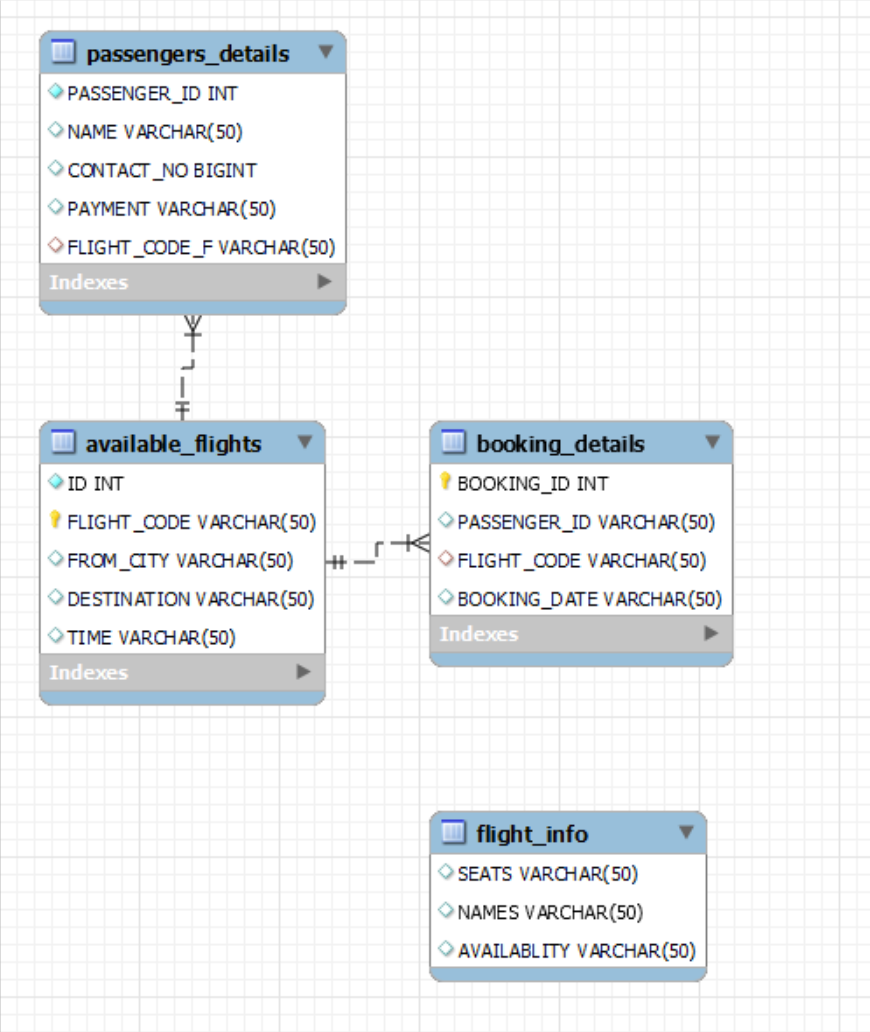 passengers_details
PASSENGER_ID INT
NAME VARCHAR(50)
CONTACT_NO BIGINT
PAYMENT VARCHAR(50)
FLIGHT_CODE_F VARCHAR(50)
Indexes
available_flights
ID INT
FLIGHT_CODE VARCHAR(50)
FROM_CITY VARCHAR(50)
DESTINATION VARCHAR(50)
TIME VARCHAR(50)
Indexes
booking_details
BOOKING_ID INT
PASSENGER_ID VARCHAR(50)
FLIGHT_CODE VARCHAR(50)
BOOKING_DATE VARCHAR(50)
Indexes
flight_info
SEATS VARCHAR(50)
NAMES VARCHAR(50)
AVAILABLITY VARCHAR(50)